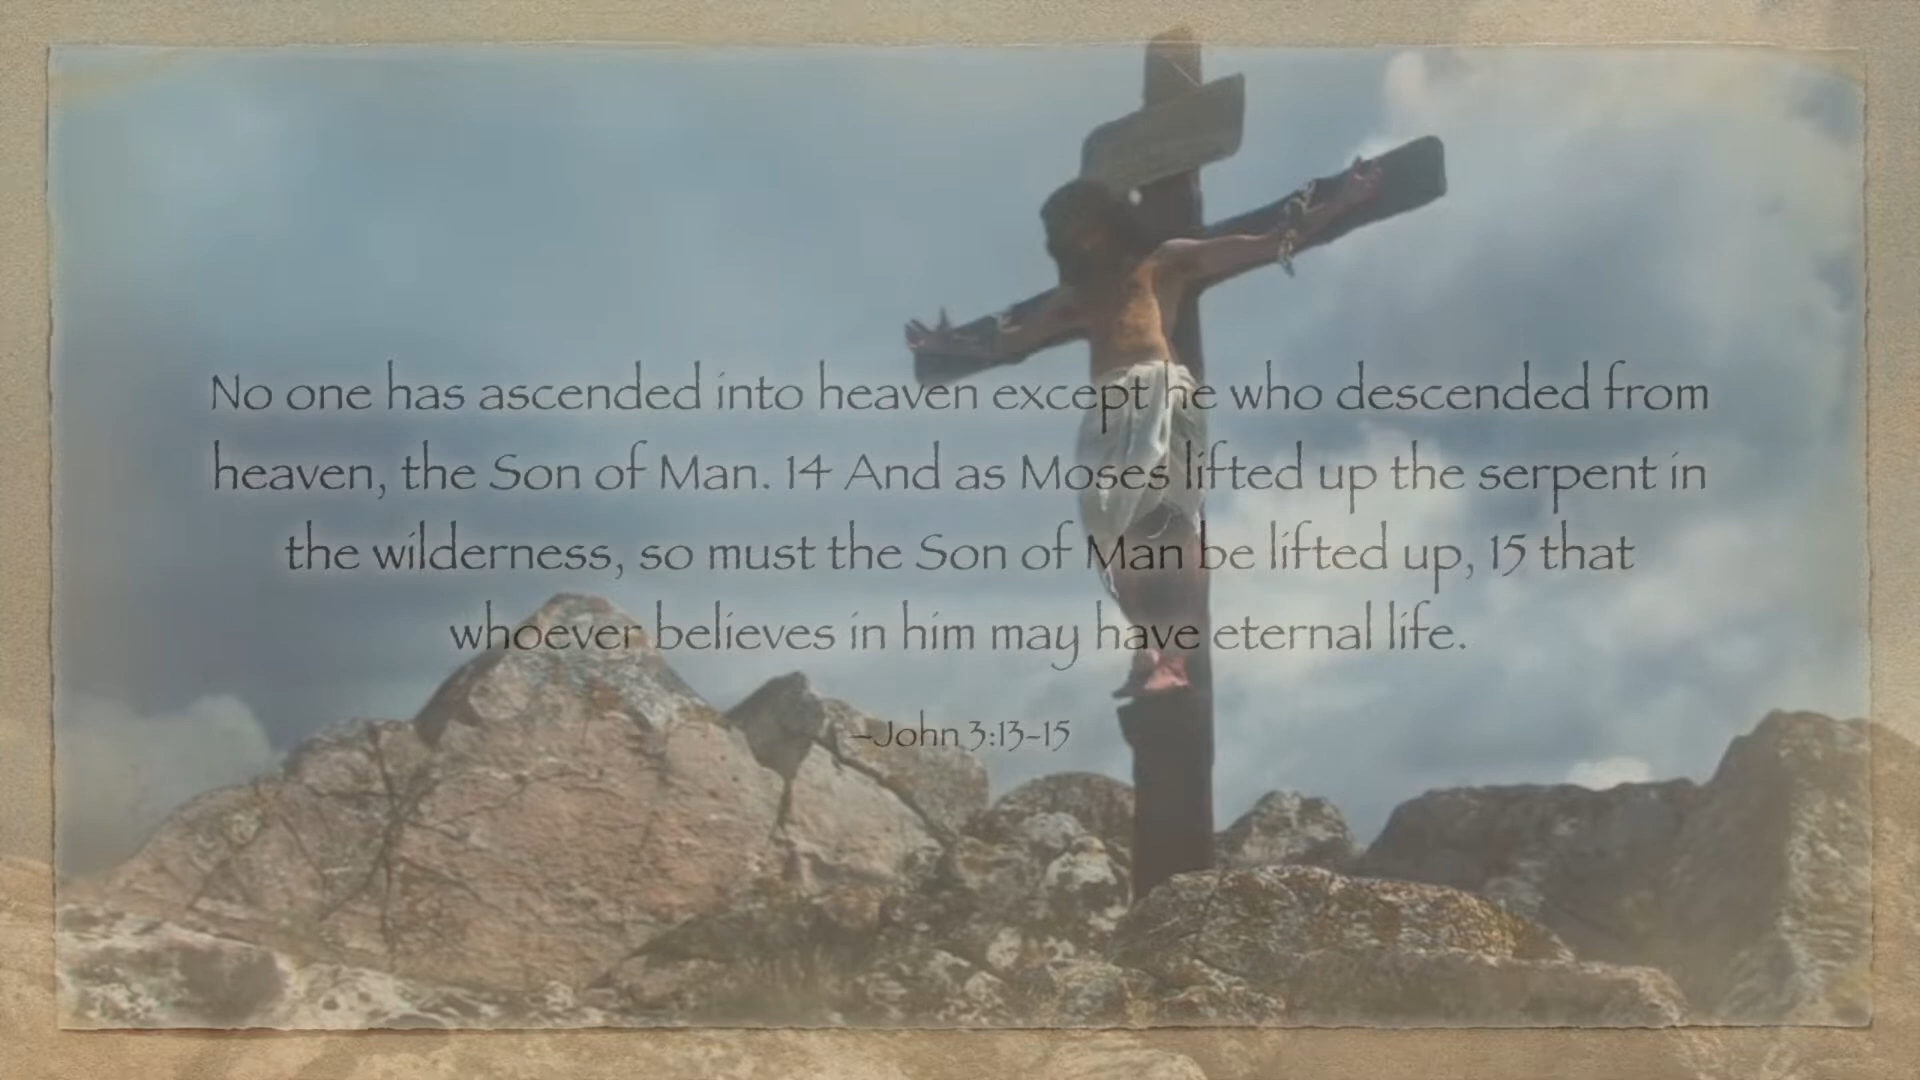 No one has ascended into heaven except he who descended from
heaven, the Son of Man. 14 And as Moses lifted up the serpent in
the wilderness, so must the Son of Man be lifted up, 15 that
whoever believes in him may have eternal life.
–John 3:13-15